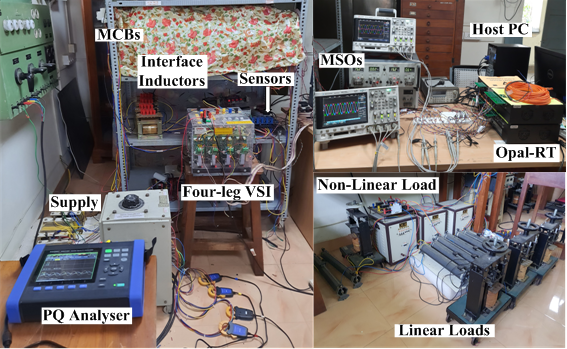 MCBs
Interface
Inductors
Sensors
Four-leg VSI
Supply
PQ Analyser
Host PC
MSOs
Opal-RT
Non-Linear Load
Linear Loads